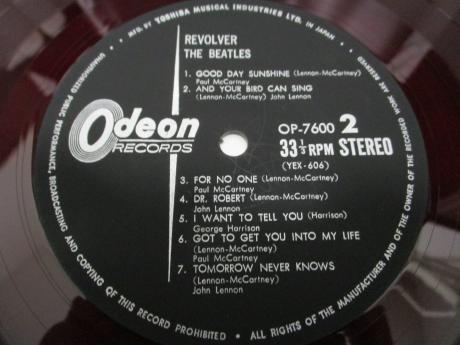 MFD. BY TOSHIBA MUSICAL INDUSTRIES LTD. IN JAPAN
REVOLVER
THE BEATLES
1. GOOD DAY SUNSHINE (Lennon-McCartney)
Paul McCartney
2. AND YOUR BIRD CAN SING
(Lennon-McCartney) John Lennon
Odeon
RECORDS
OP-7600 2
33 1/3 RPM STEREO
(YEX-606)
3. FOR NO ONE (Lennon-McCartney)
Paul McCartney
4. DR. ROBERT (Lennon-McCartney)
John Lennon
5. I WANT TO TELL YOU (Harrison)
George Harrison
6. GOT TO GET YOU INTO MY LIFE
(Lennon-McCartney)
Paul McCartney
7. TOMORROW NEVER KNOWS
(Lennon-McCartney)
John Lennon
UNAUTHORIZED PUBLIC PERFORMANCE, BROADCASTING AND COPYING OF THIS RECORD PROHIBITED • ALL RIGHTS OF THE MANUFACTURER AND OF THE OWNER OF THE RECORDED WORK ARE RESERVED